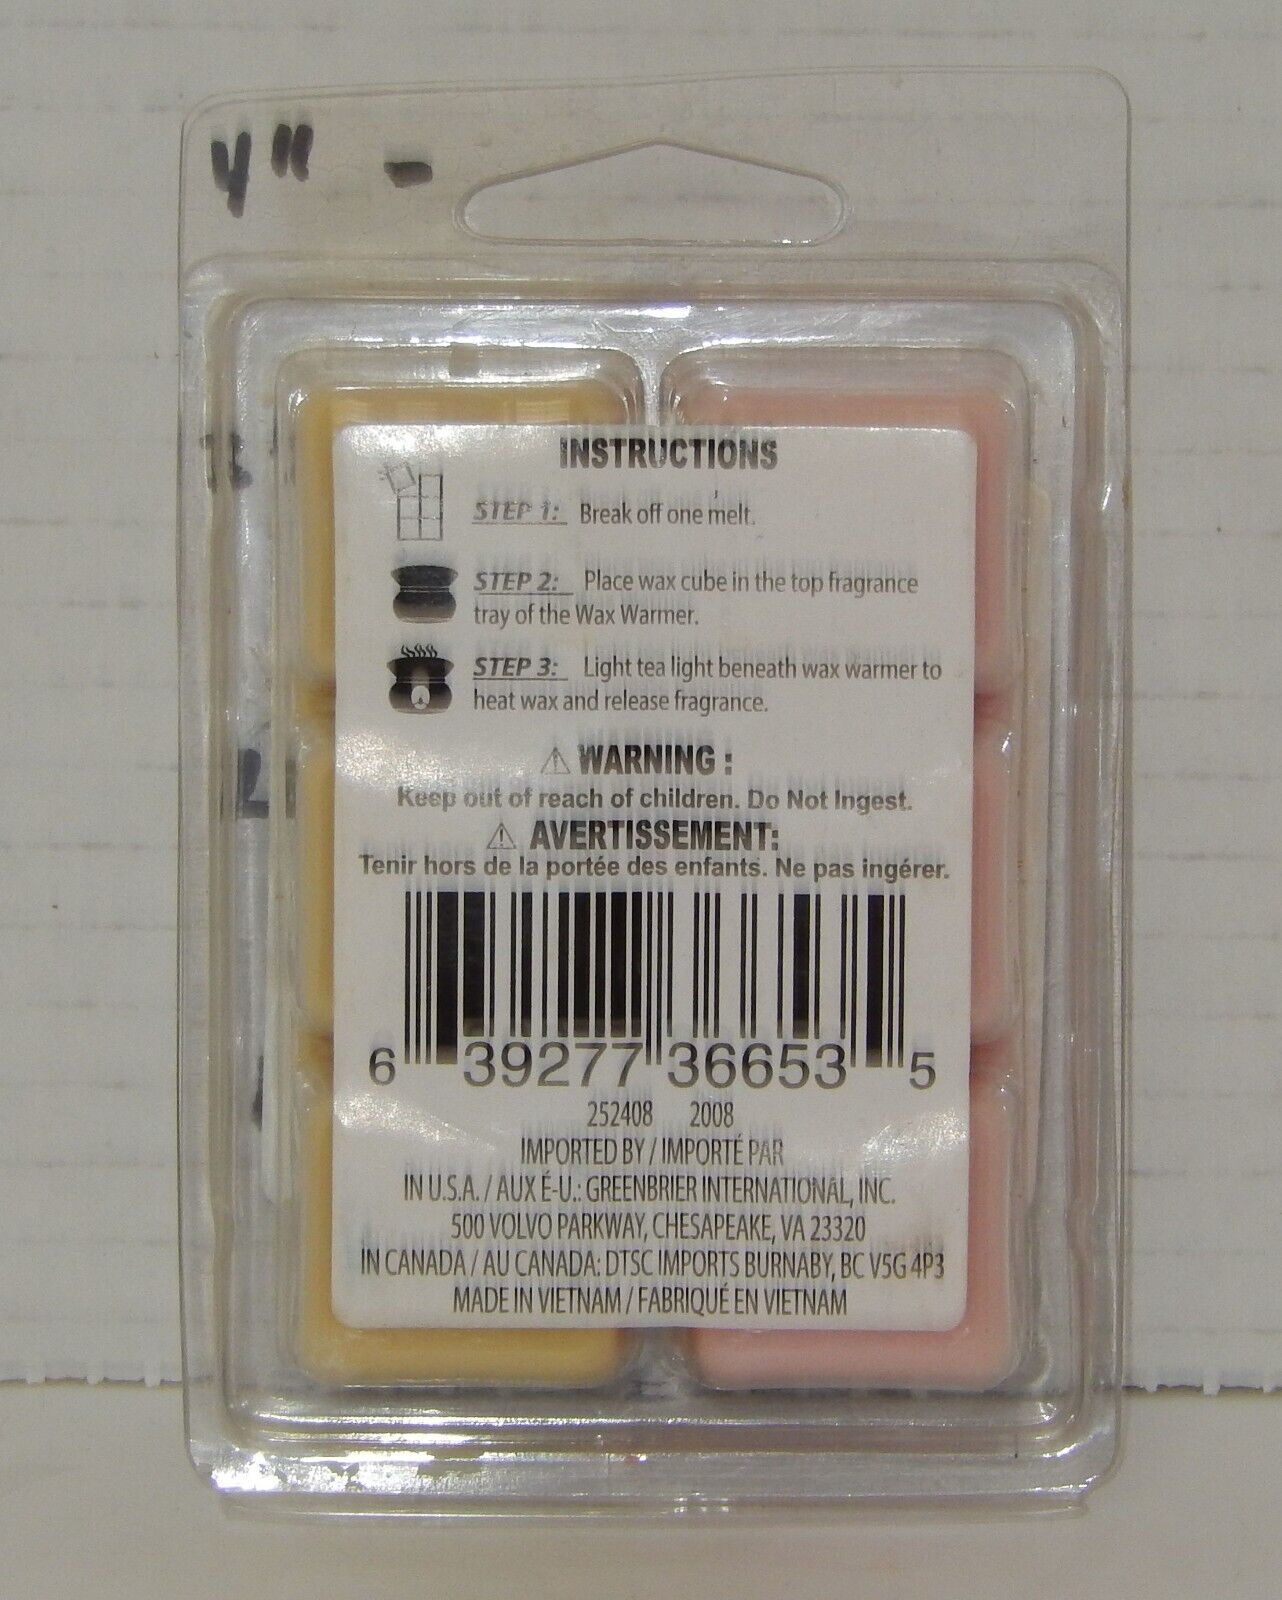 4" -
INSTRUCTIONS
STEP 1: Break off one melt.
STEP 2: Place wax cube in the top fragrance
tray of the Wax Warmer.
STEP 3: Light tea light beneath wax warmer to
heat wax and release fragrance.
⚠ WARNING :
Keep out of reach of children. Do Not Ingest.
⚠ AVERTISSEMENT:
Tenir hors de la portée des enfants. Ne pas ingérer.
6 39277 36653 5
252408 2008
IMPORTED BY / IMPORTÉ PAR
IN U.S.A. / AUX É-U.: GREENBRIER INTERNATIONAL, INC.
500 VOLVO PARKWAY, CHESAPEAKE, VA 23320
IN CANADA / AU CANADA: DTSC IMPORTS BURNABY, BC V5G 4P3
MADE IN VIETNAM / FABRIQUÉ EN VIETNAM